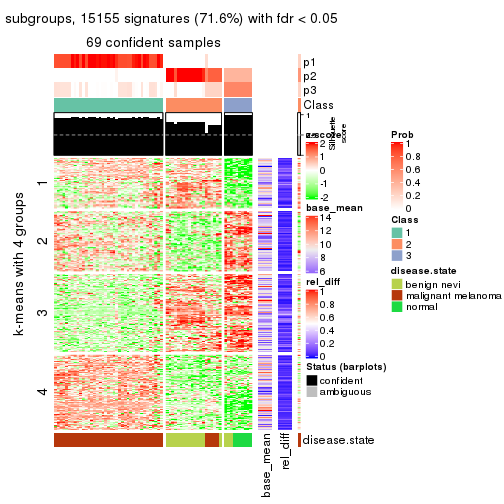 subgroups, 15155 signatures (71.6%) with fdr < 0.05
69 confident samples
p1
p2
p3
Class
1
Silhouette
score
k-means with 4 groups
1
2
3
4
base_mean
rel_diff
disease.state
z-score
2
1
0
-1
-2
base_mean
14
12
10
8
6
rel_diff
1
0.8
0.6
0.4
0.2
0
Status (barplots)
confident
ambiguous
Prob
1
0.8
0.6
0.4
0.2
0
Class
1
2
3
disease.state
benign nevi
malignant melanoma
normal